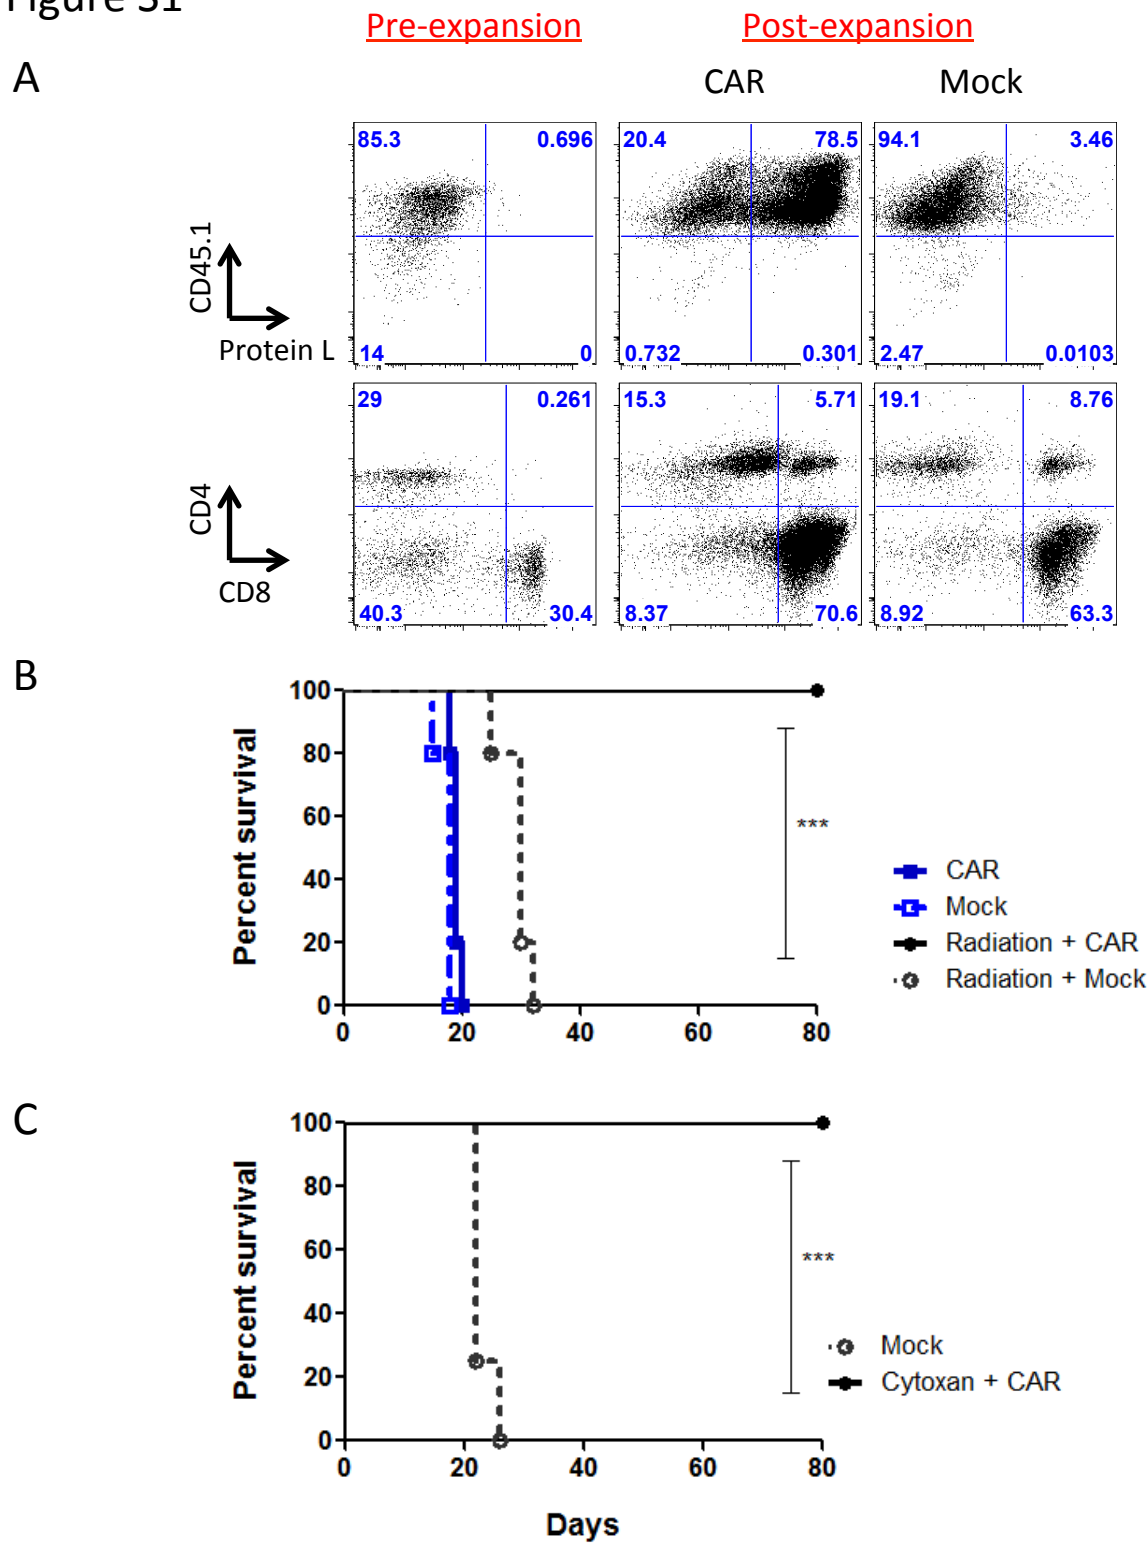 Figure S1
Pre-expansion Post-expansion
A
CAR Mock
85.3 0.696 20.4 78.5 94.1 3.46
CD45.1
Protein L
14 0 0.732 0.301 2.47 0.0103
29 0.261 15.3 5.71 19.1 8.76
CD4
CD8
40.3 30.4 8.37 70.6 8.92 63.3
B
Percent survival
100
80
60
40
20
0
0 20 40 60 80
***
CAR
Mock
Radiation + CAR
Radiation + Mock
C
Percent survival
100
80
60
40
20
0
0 20 40 60 80
***
Mock
Cytoxan + CAR
Days